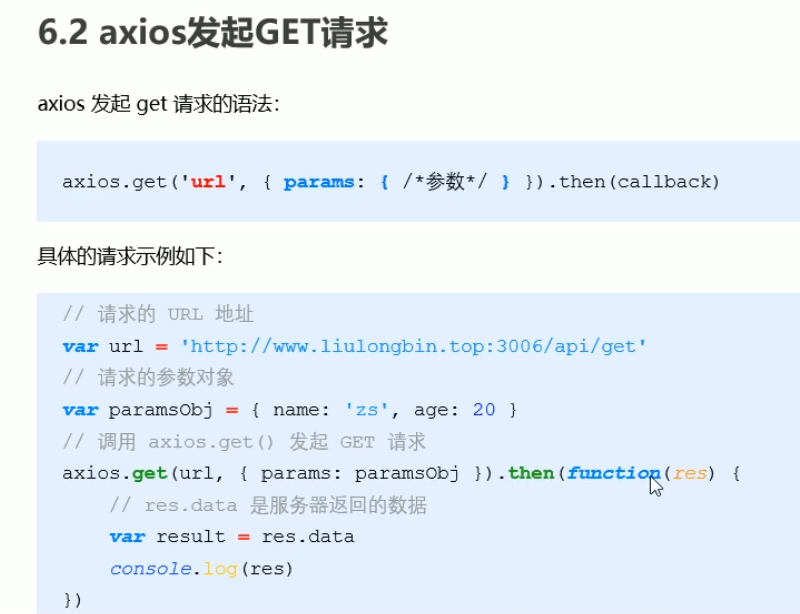 6.2 axios发起GET请求
axios 发起 get 请求的语法：
axios.get('url', { params: { /*参数*/ } }).then(callback)
具体的请求示例如下：
// 请求的 URL 地址
var url = 'http://www.liulongbin.top:3006/api/get'
// 请求的参数对象
var paramsObj = { name: 'zs', age: 20 }
// 调用 axios.get() 发起 GET 请求
axios.get(url, { params: paramsObj }).then(function(res) {
// res.data 是服务器返回的数据
var result = res.data
console.log(res)
})